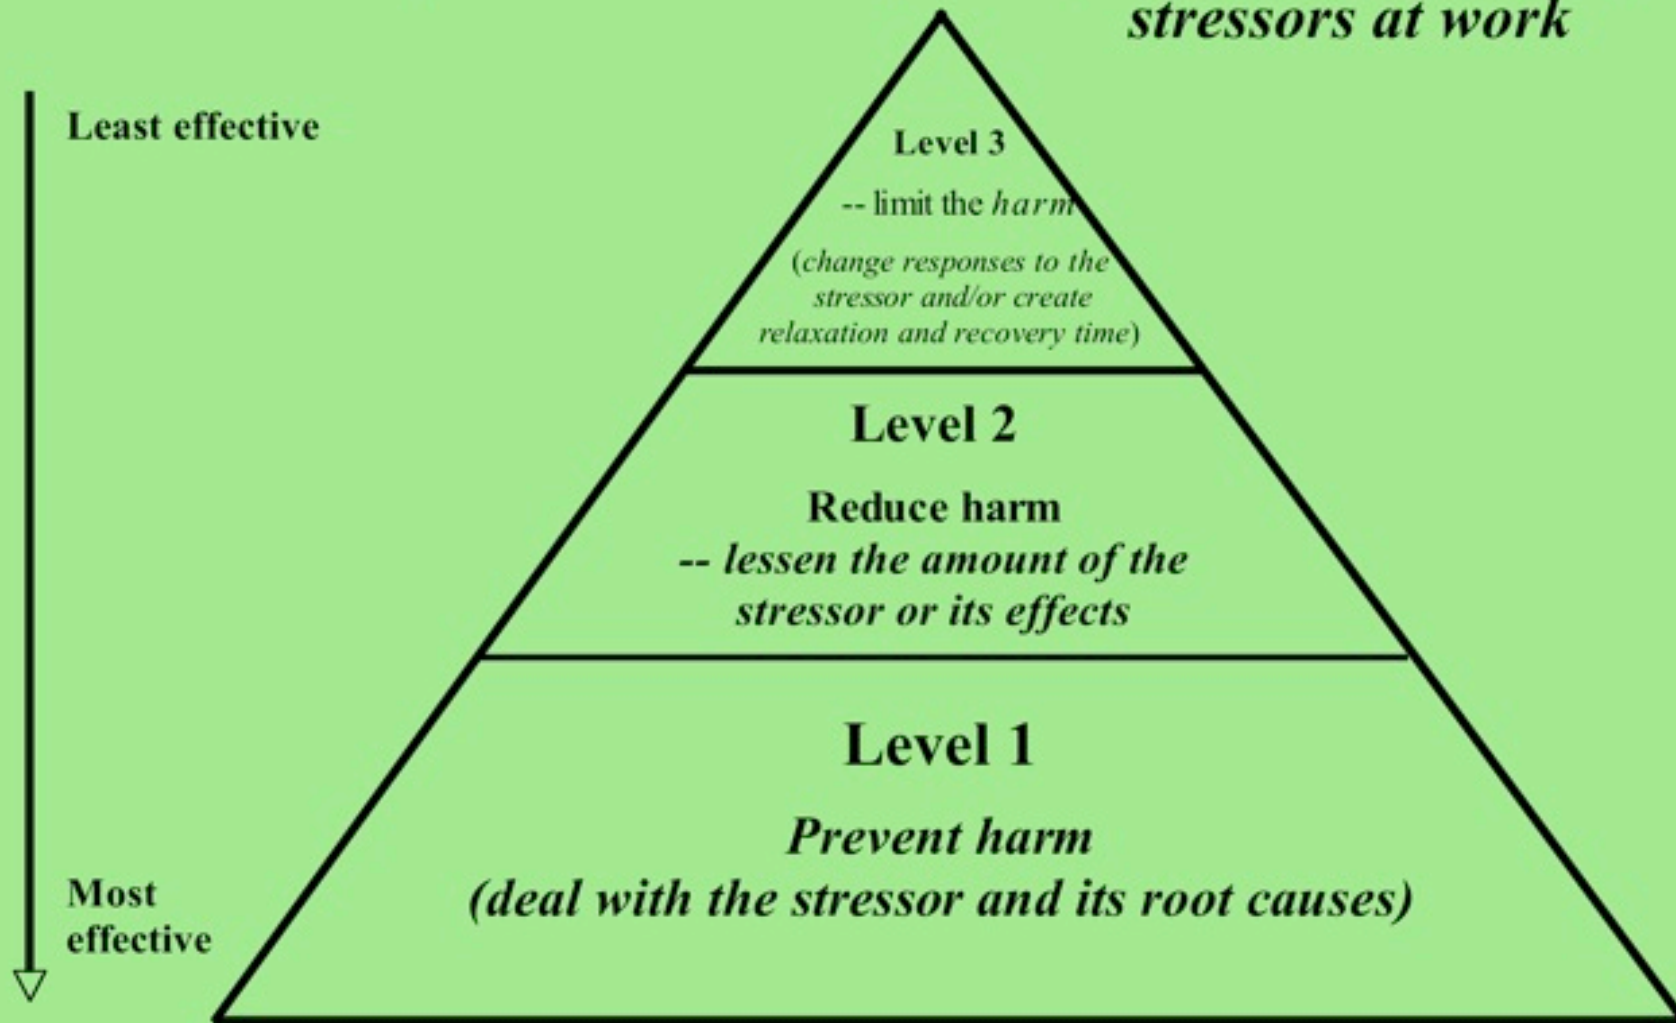 stressors at work
Least effective
Level 3
-- limit the harm
(change responses to the
stressor and/or create
relaxation and recovery time)
Level 2
Reduce harm
-- lessen the amount of the
stressor or its effects
Level 1
Prevent harm
(deal with the stressor and its root causes)
Most
effective